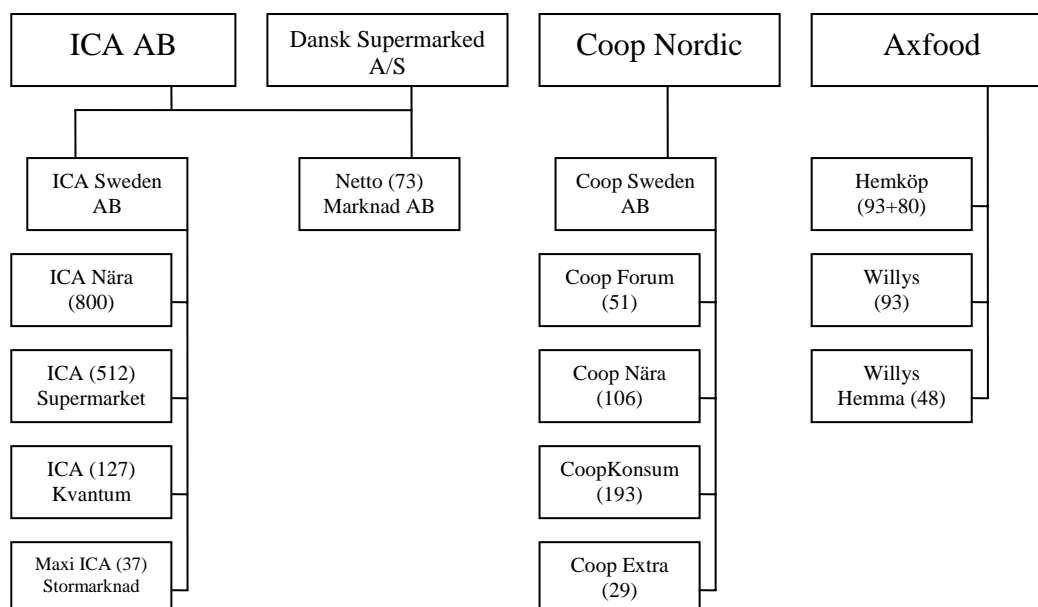 ICA AB
Dansk Supermarked
A/S
Coop Nordic
Axfood
ICA Sweden
AB
Netto (73)
Marknad AB
Coop Sweden
AB
Hemköp
(93+80)
ICA Nära
(800)
Coop Forum
(51)
Willys
(93)
ICA (512)
Supermarket
Coop Nära
(106)
Willys
Hemma (48)
ICA (127)
Kvantum
CoopKonsum
(193)
Maxi ICA (37)
Stormarknad
Coop Extra
(29)